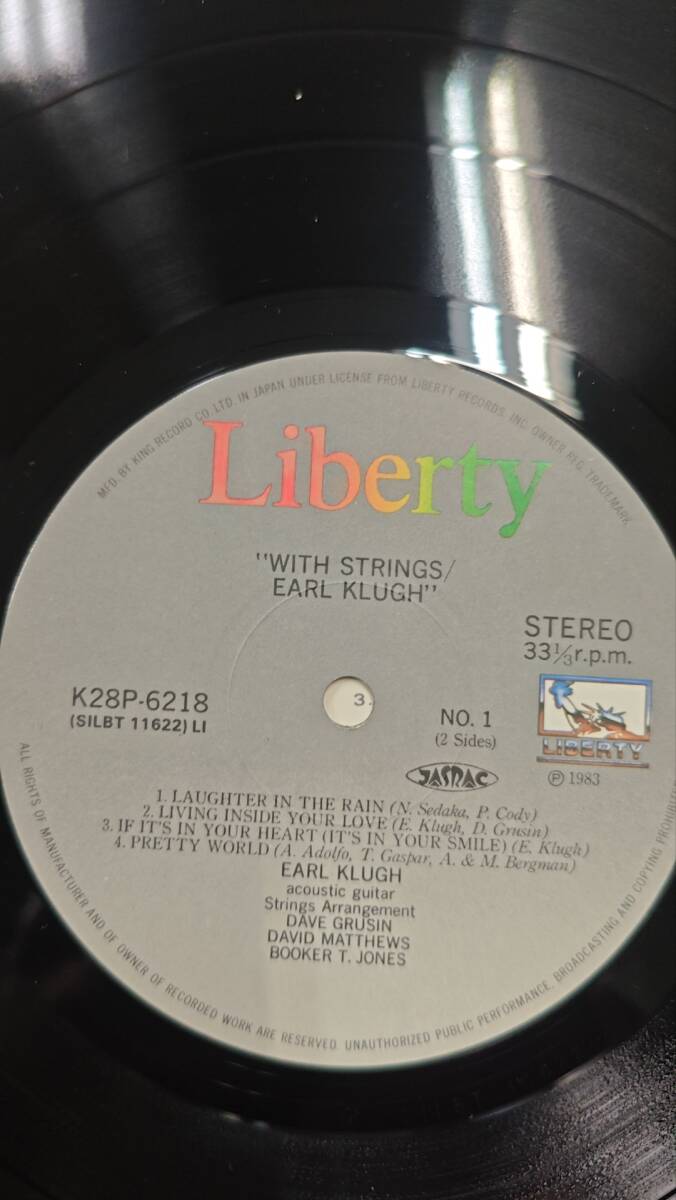 MFD. BY KING RECORD CO. LTD. IN JAPAN UNDER LICENSE FROM LIBERTY RECORDS, INC. OWNER REG. TRADEMARK.
Liberty
"WITH STRINGS/
EARL KLUGH"
STEREO
33 1/3 r.p.m.
K28P-6218
(SILBT 11622) LI
3.
NO. 1
(2 Sides)
LIBERTY
JASRAC
Ⓟ 1983
1. LAUGHTER IN THE RAIN (N. Sedaka, P. Cody)
2. LIVING INSIDE YOUR LOVE (E. Klugh, D. Grusin)
3. IF IT'S IN YOUR HEART (IT'S IN YOUR SMILE) (E. Klugh)
4. PRETTY WORLD (A. Adolfo, T. Gaspar, A. & M. Bergman)
EARL KLUGH
acoustic guitar
Strings Arrangement
DAVE GRUSIN
DAVID MATTHEWS
BOOKER T. JONES
ALL RIGHTS OF MANUFACTURER AND OF OWNER OF RECORDED WORK ARE RESERVED. UNAUTHORIZED PUBLIC PERFORMANCE, BROADCASTING AND COPYING PROHIBIT